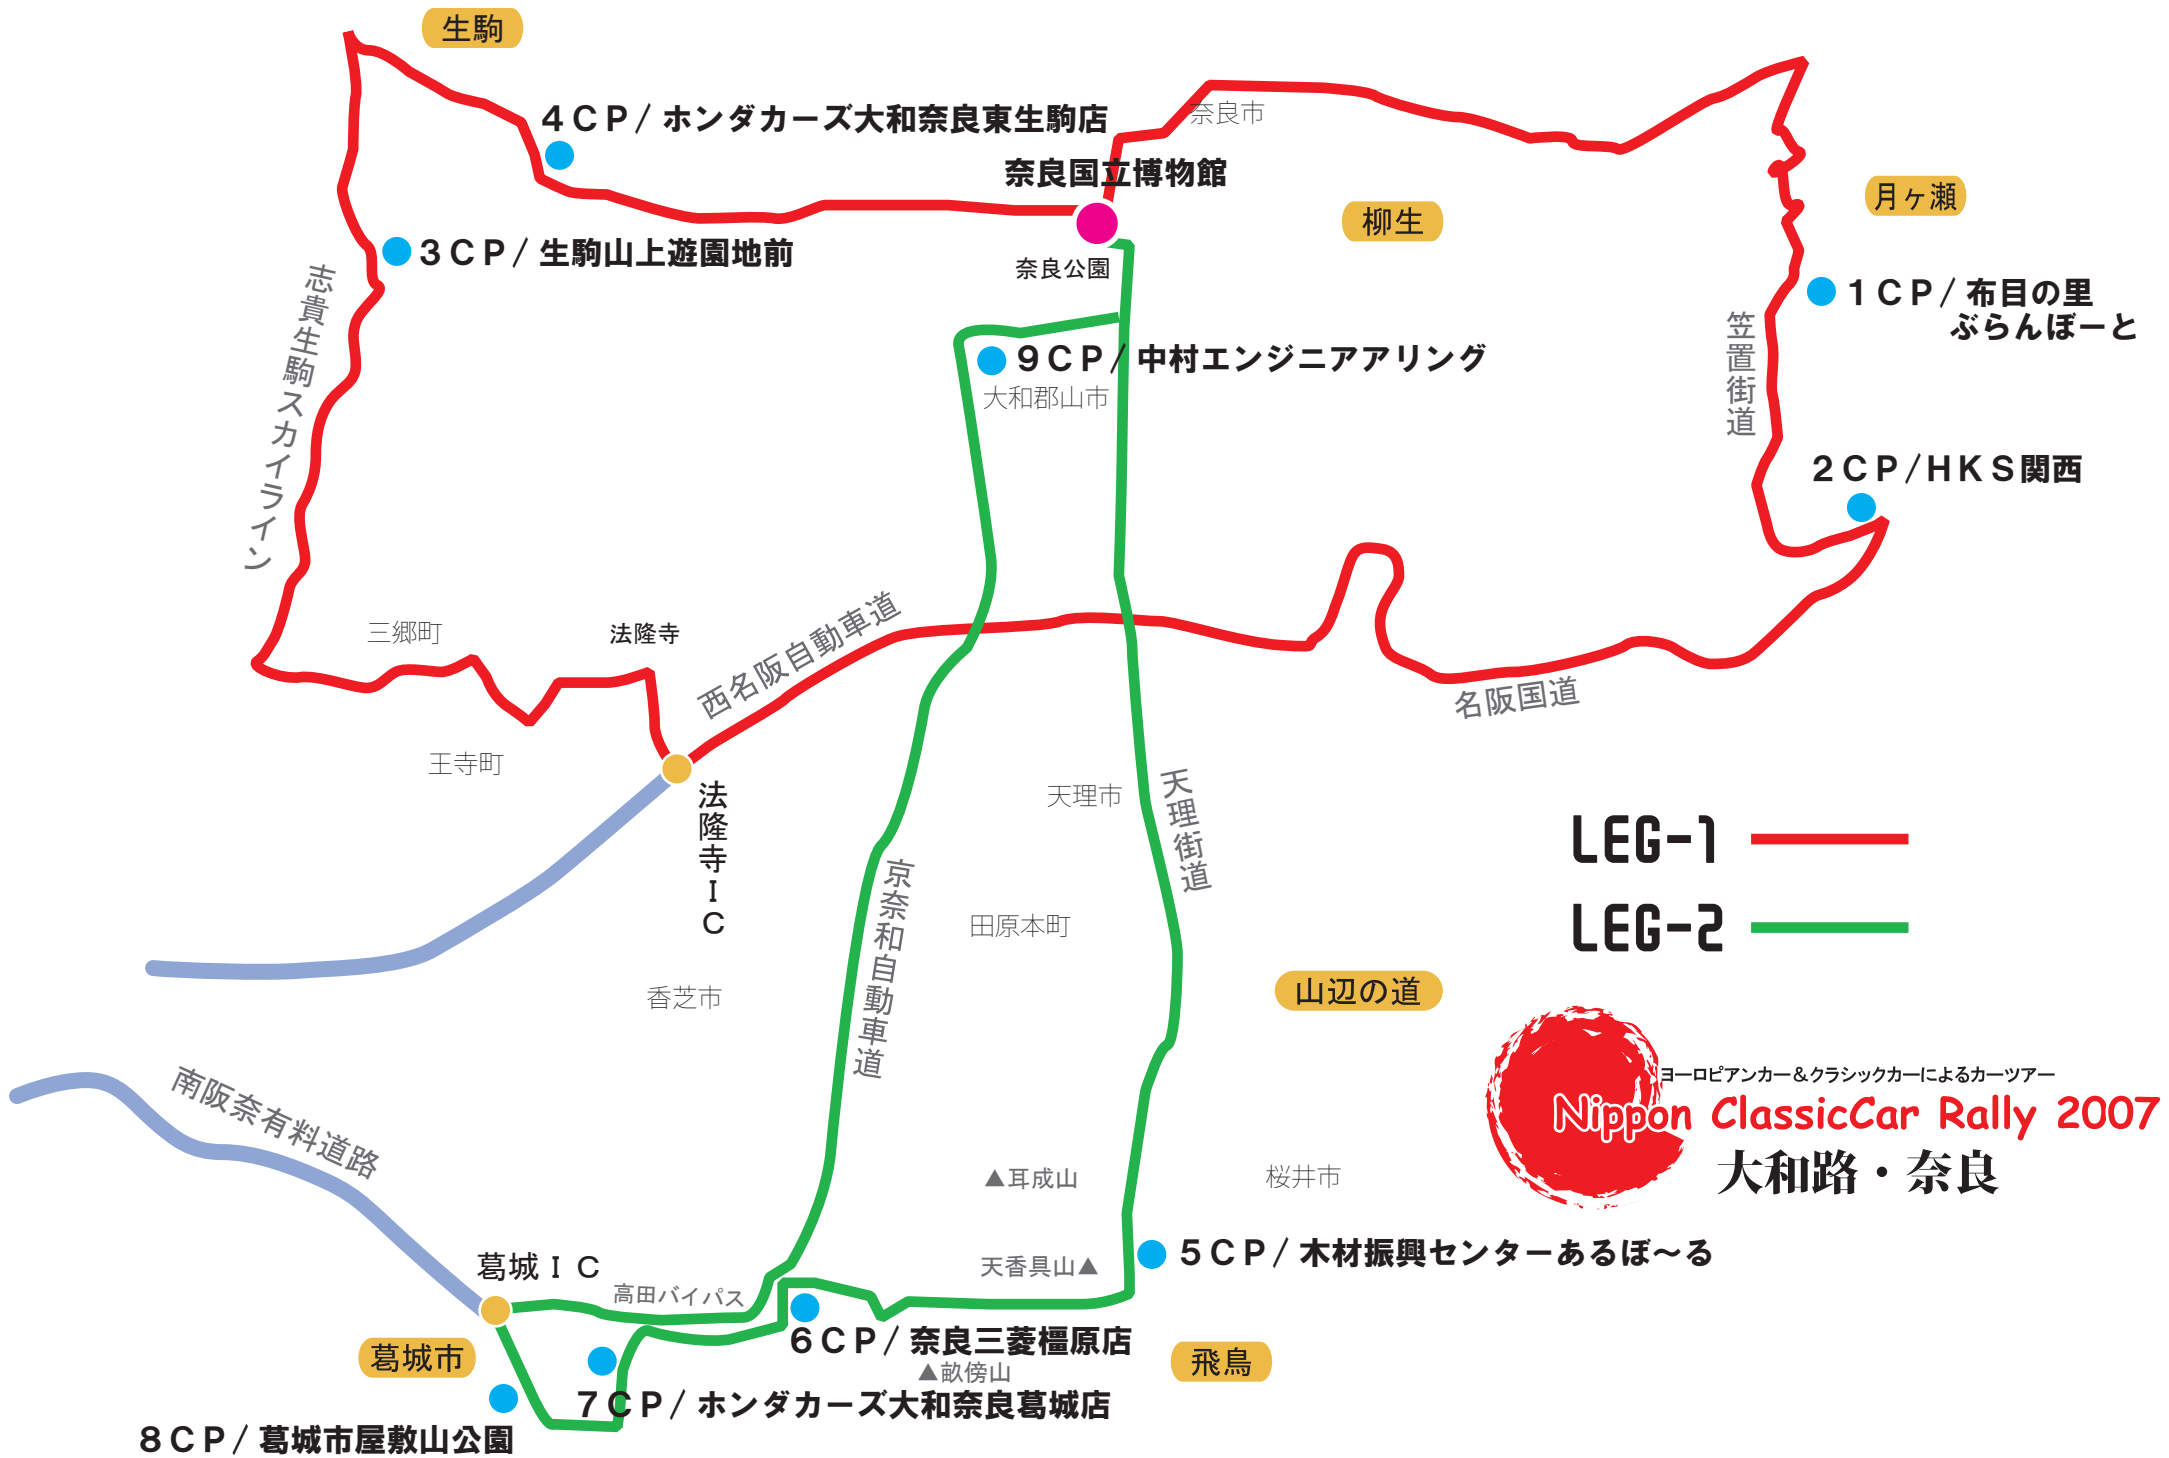 生駒
4CP/ホンダカーズ大和奈良東生駒店
奈良市
奈良国立博物館
月ヶ瀬
柳生
3CP/生駒山上遊園地前
奈良公園
志貴生駒スカイライン
1CP/布目の里
ぶらんぼーと
笠置街道
9CP/中村エンジニアアリング
大和郡山市
2CP/HKS関西
三郷町
法隆寺
西名阪自動車道
名阪国道
王寺町
法隆寺IC
天理市
天理街道
LEG-1
LEG-2
京奈和自動車道
田原本町
香芝市
山辺の道
南阪奈有料道路
ヨーロピアンカー&クラシックカーによるカーツアー
Nippon ClassicCar Rally 2007
大和路・奈良
▲耳成山
桜井市
5CP/木材振興センターあるぼ〜る
天香具山▲
葛城IC
高田バイパス
6CP/奈良三菱橿原店
葛城市
飛鳥
▲畝傍山
7CP/ホンダカーズ大和奈良葛城店
8CP/葛城市屋敷山公園